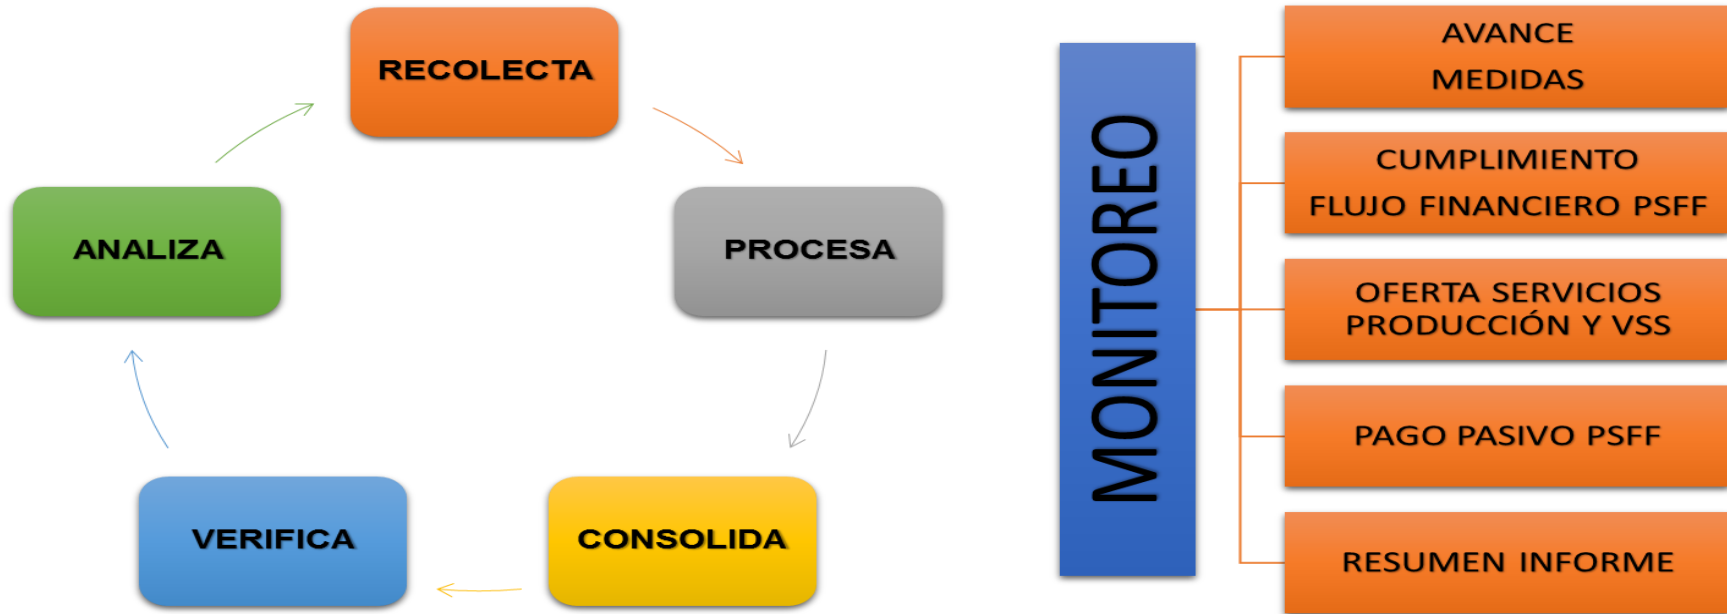 RECOLECTA
PROCESA
CONSOLIDA
VERIFICA
ANALIZA
MONITOREO
AVANCE
MEDIDAS
CUMPLIMIENTO
FLUJO FINANCIERO PSFF
OFERTA SERVICIOS
PRODUCCIÓN Y VSS
PAGO PASIVO PSFF
RESUMEN INFORME